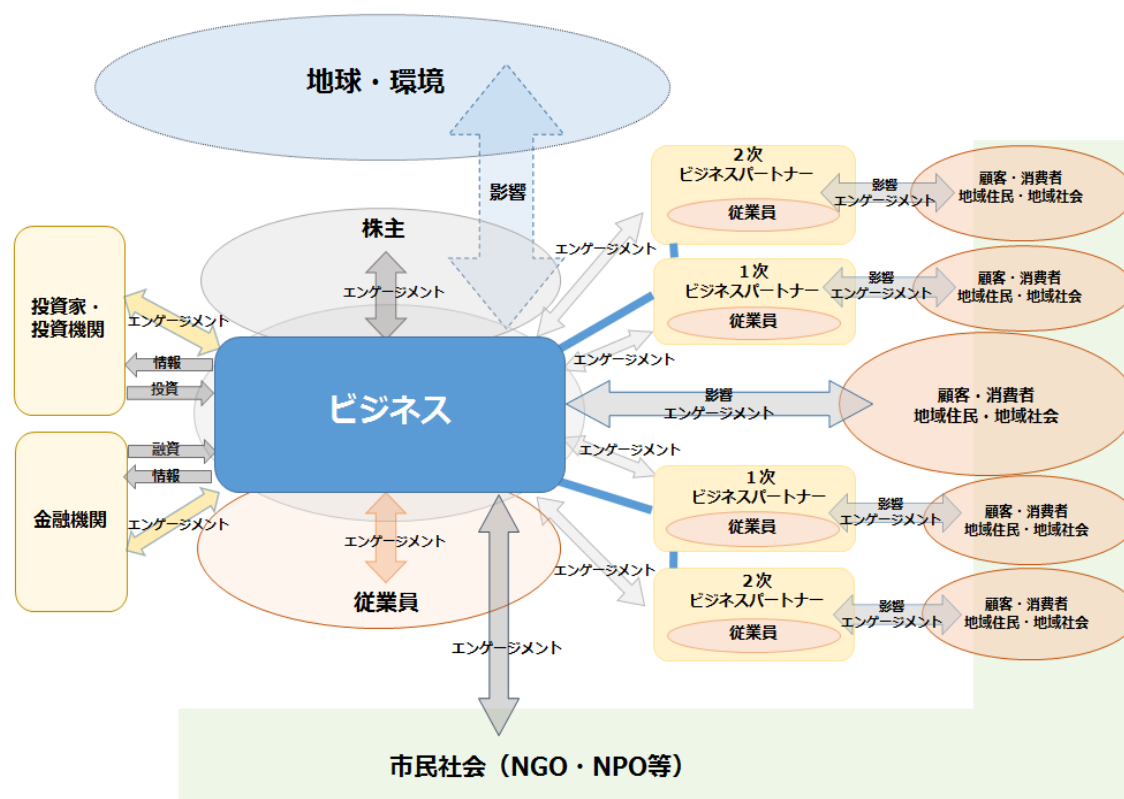 地球・環境
影響
株主
エンゲージメント
投資家・
投資機関
エンゲージメント
情報
投資
ビジネス
融資
情報
金融機関
エンゲージメント
エンゲージメント
従業員
エンゲージメント
市民社会（NGO・NPO等）
エンゲージメント
エンゲージメント
影響
エンゲージメント
エンゲージメント
エンゲージメント
2次
ビジネスパートナー
従業員
影響
エンゲージメント
顧客・消費者
地域住民・地域社会
1次
ビジネスパートナー
従業員
影響
エンゲージメント
顧客・消費者
地域住民・地域社会
顧客・消費者
地域住民・地域社会
1次
ビジネスパートナー
従業員
影響
エンゲージメント
顧客・消費者
地域住民・地域社会
2次
ビジネスパートナー
従業員
影響
エンゲージメント
顧客・消費者
地域住民・地域社会